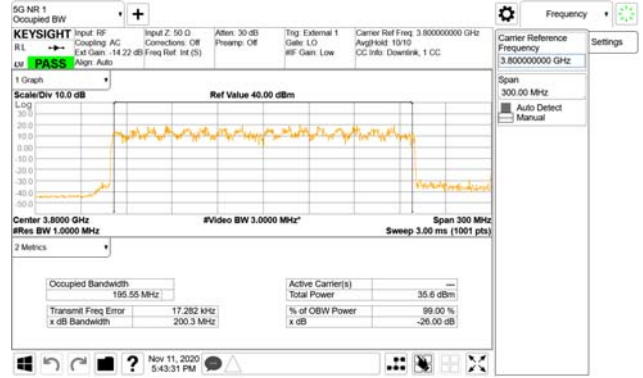 5G NR 1
Occupied BW
Frequency
KEYSIGHT Input: RF Input Z: 50 Ω Atten: 30 dB Trig: External 1 Carrier Ref Freq: 3.800000000 GHz
RL Coupling: AC Corrections: Off Preamp: Off Gate: LO Avg|Hold: 10/10
Ext Gain: -14.22 dB Freq Ref: Int (S) #IF Gain: Low CC Info: Downlink, 1 CC
PASS Align: Auto
Carrier Reference
Frequency
3.800000000 GHz
Settings
Span
300.00 MHz
Auto Detect
Manual
1 Graph
Scale/Div 10.0 dB Ref Value 40.00 dBm
Log
30.0
20.0
10.0
0.00
-10.0
-20.0
-30.0
-40.0
-50.0
Center 3.8000 GHz #Video BW 3.0000 MHz* Span 300 MHz
#Res BW 1.0000 MHz Sweep 3.00 ms (1001 pts)
2 Metrics
Occupied Bandwidth Active Carrier(s) ---
195.55 MHz Total Power 35.6 dBm
Transmit Freq Error 17.282 kHz % of OBW Power 99.00 %
x dB Bandwidth 200.3 MHz x dB -26.00 dB
Nov 11, 2020
5:43:31 PM